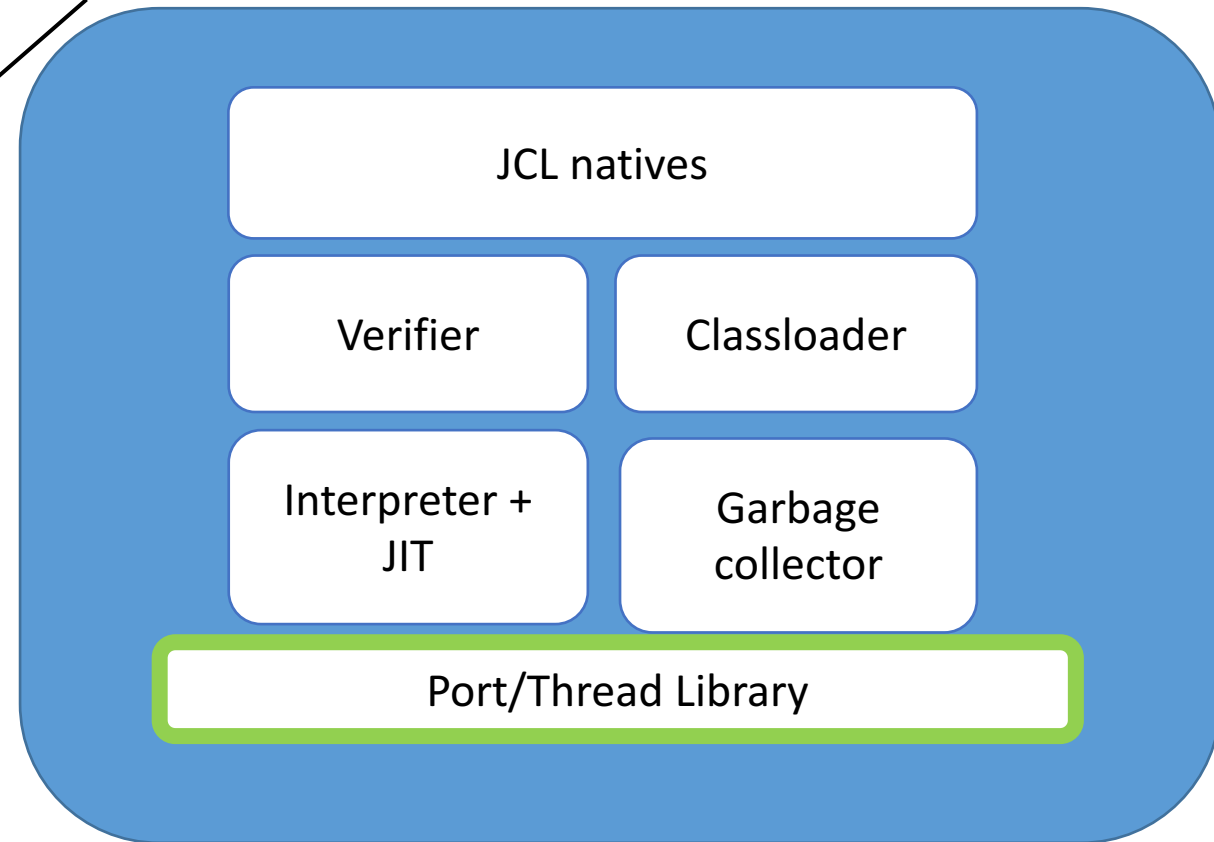 JCL natives
Verifier
Classloader
Interpreter +
JIT
Garbage
collector
Port/Thread Library